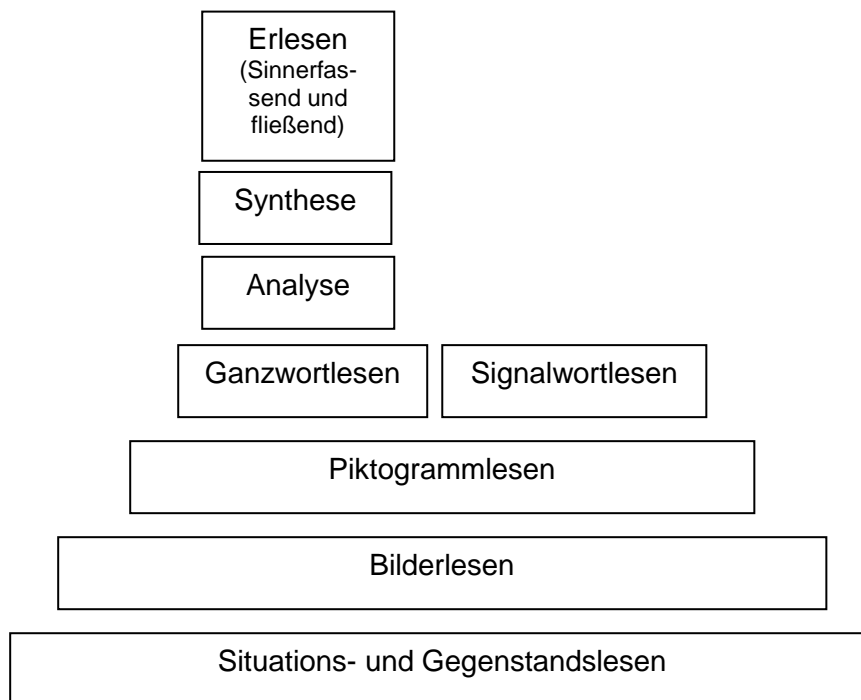 Erlesen
(Sinnerfas-
send und
fließend)
Synthese
Analyse
Ganzwortlesen
Signalwortlesen
Piktogrammlesen
Bilderlesen
Situations- und Gegenstandslesen